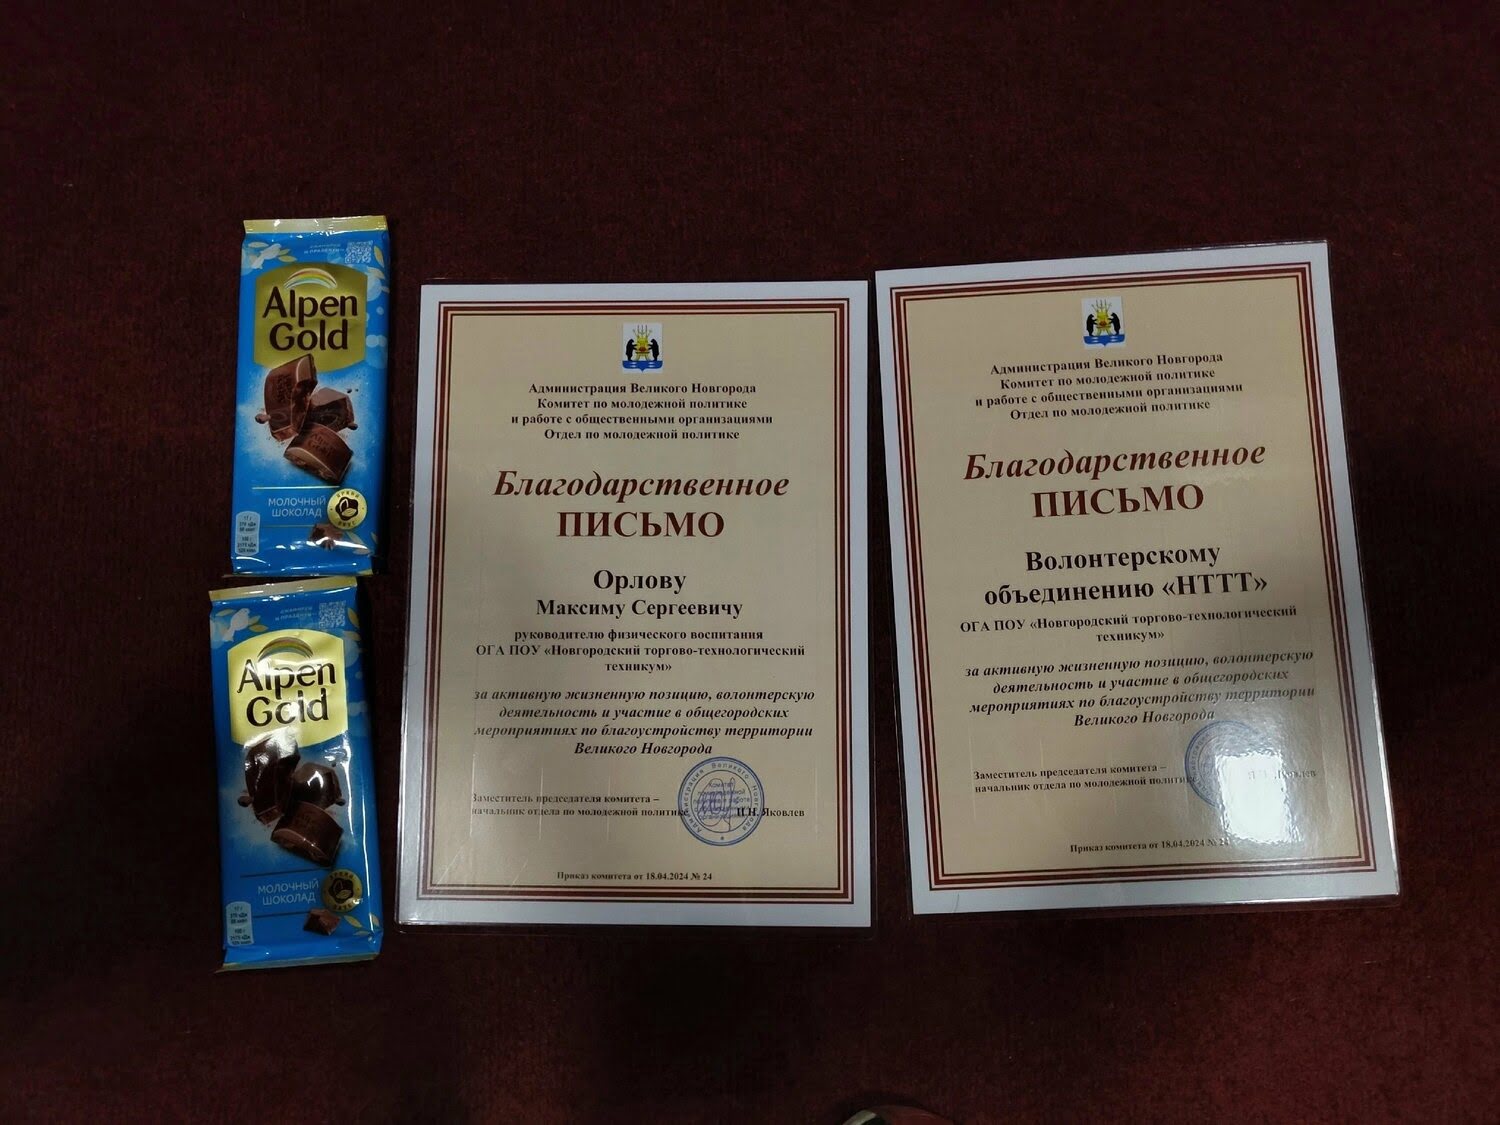 Alpen
Gold
МОЛОЧНЫЙ
ШОКОЛАД
Alpen
Gold
МОЛОЧНЫЙ
ШОКОЛАД
Администрация Великого Новгорода
Комитет по молодежной политике
и работе с общественными организациями
Отдел по молодежной политике
Благодарственное
ПИСЬМО
Орлову
Максиму Сергеевичу
руководителю физического воспитания
ОГА ПОУ «Новгородский торгово-технологический
техникум»
за активную жизненную позицию, волонтерскую
деятельность и участие в общегородских
мероприятиях по благоустройству территории
Великого Новгорода
Заместитель председателя комитета –
начальник отдела по молодежной политике
Яковлев
Приказ комитета от 18.04.2024 № 24
Администрация Великого Новгорода
Комитет по молодежной политике
и работе с общественными организациями
Отдел по молодежной политике
Благодарственное
ПИСЬМО
Волонтерскому
объединению «НТТТ»
ОГА ПОУ «Новгородский торгово-технологический
техникум»
за активную жизненную позицию, волонтерскую
деятельность и участие в общегородских
мероприятиях по благоустройству территории
Великого Новгорода
Заместитель председателя комитета –
начальник отдела по молодежной политике
Яковлев
Приказ комитета от 18.04.2024 № 24